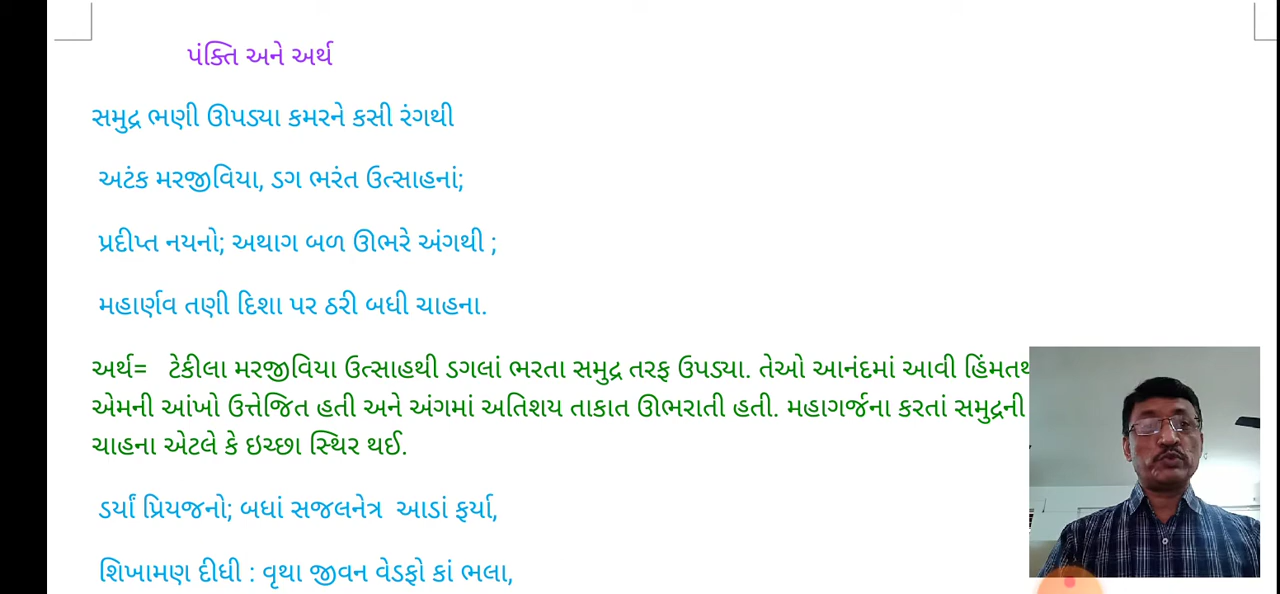 પંક્તિ અને અર્થ
સમુદ્ર ભણી ઊપડ્યા કમરને કસી રંગથી
અટંક મરજીવિયા, ડગ ભરંત ઉત્સાહનાં;
પ્રદીપ્ત નયનો; અથાગ બળ ઊભરે અંગથી ;
મહાર્ણવ તણી દિશા પર ઠરી બધી ચાહના.
અર્થ= ટેકીલા મરજીવિયા ઉત્સાહથી ડગલાં ભરતા સમુદ્ર તરફ ઉપડ્યા. તેઓ આનંદમાં આવી
એમની આંખો ઉત્તેજિત હતી અને અંગમાં અતિશય તાકાત ઊભરાતી હતી. મહાગર્જના કરતાં સમુદ્રની
ચાહના એટલે કે ઇચ્છા સ્થિર થઈ.
ડર્યાં પ્રિયજનો; બધાં સજલનેત્ર આડાં ફર્યા,
શિખામણ દીધી : વૃથા જીવન વેડફો કાં ભલા,